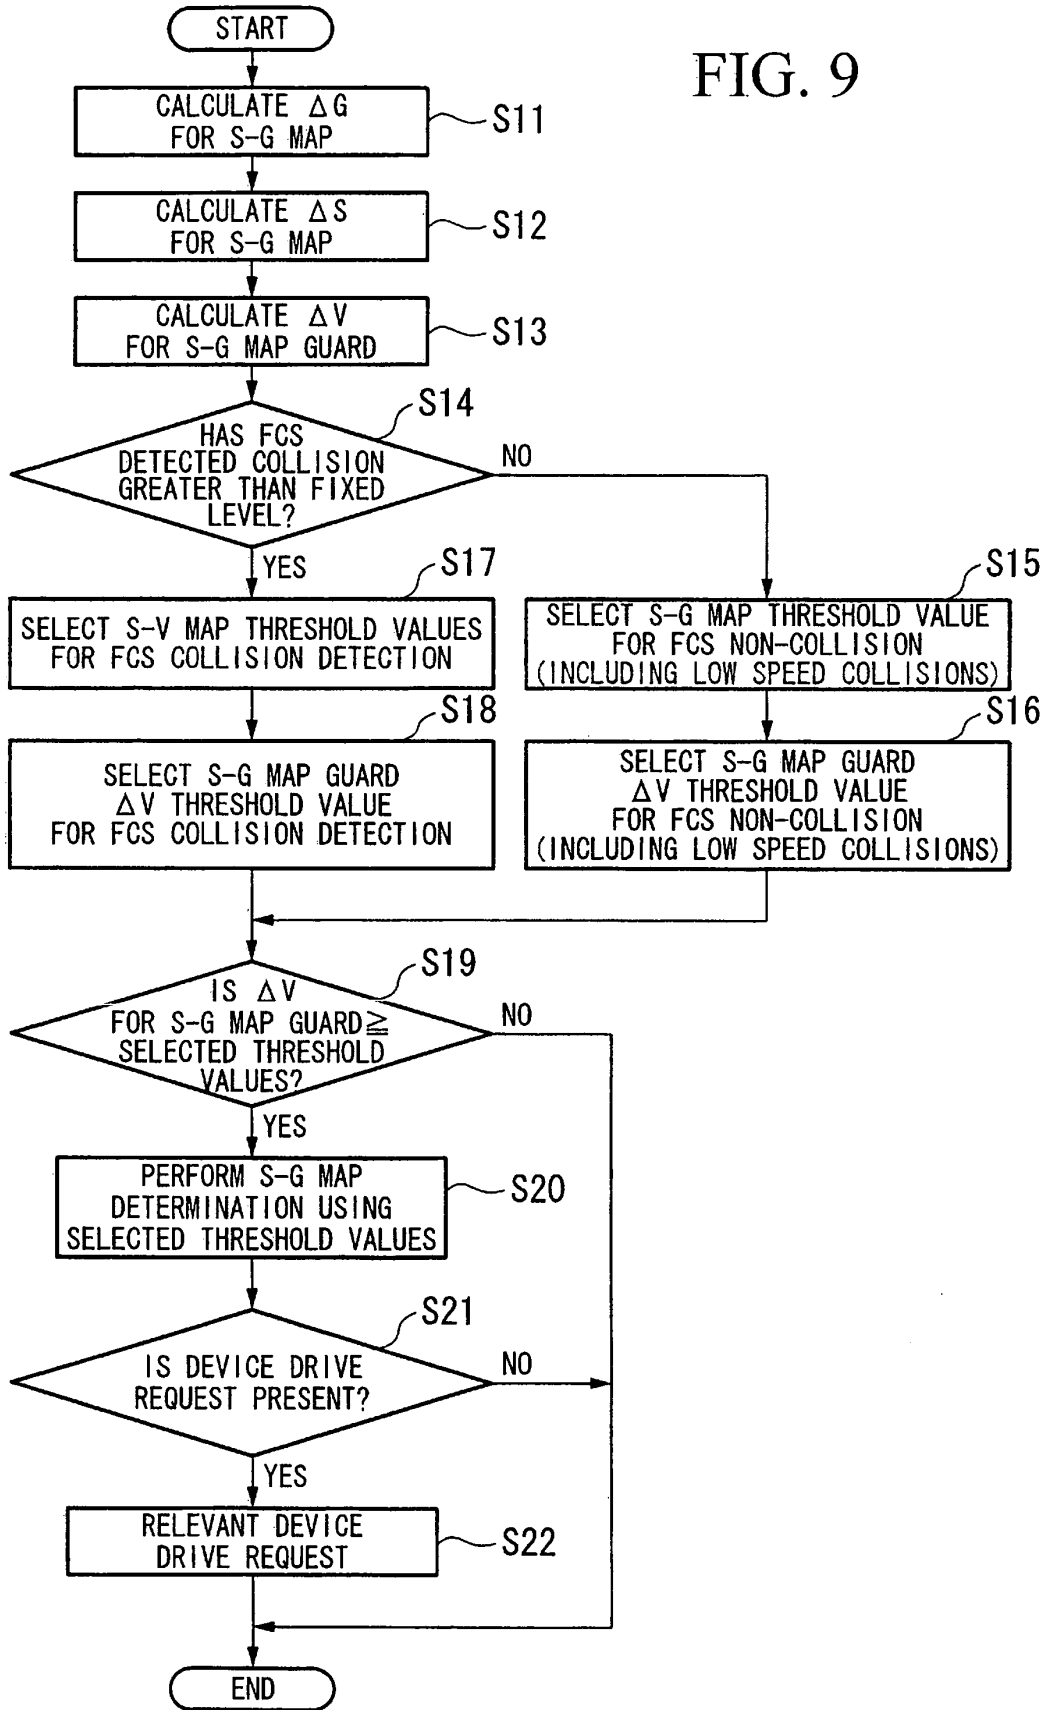 START
FIG. 9
CALCULATE ΔG
FOR S-G MAP
S11
CALCULATE ΔS
FOR S-G MAP
S12
CALCULATE ΔV
FOR S-G MAP GUARD
S13
S14
HAS FCS
DETECTED COLLISION
GREATER THAN FIXED
LEVEL?
NO
YES
S17
SELECT S-V MAP THRESHOLD VALUES
FOR FCS COLLISION DETECTION
S15
SELECT S-G MAP THRESHOLD VALUE
FOR FCS NON-COLLISION
(INCLUDING LOW SPEED COLLISIONS)
S18
SELECT S-G MAP GUARD
ΔV THRESHOLD VALUE
FOR FCS COLLISION DETECTION
S16
SELECT S-G MAP GUARD
ΔV THRESHOLD VALUE
FOR FCS NON-COLLISION
(INCLUDING LOW SPEED COLLISIONS)
S19
IS ΔV
FOR S-G MAP GUARD≧
SELECTED THRESHOLD
VALUES?
NO
YES
PERFORM S-G MAP
DETERMINATION USING
SELECTED THRESHOLD VALUES
S20
S21
IS DEVICE DRIVE
REQUEST PRESENT?
NO
YES
RELEVANT DEVICE
DRIVE REQUEST
S22
END